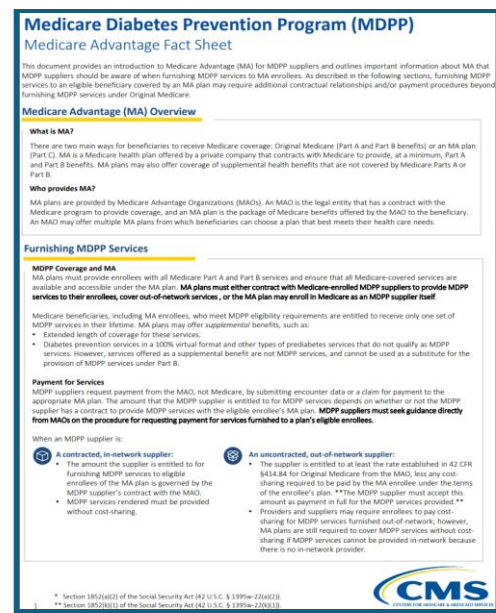 Medicare Diabetes Prevention Program (MDPP)
Medicare Advantage Fact Sheet
This document provides an introduction to Medicare Advantage (MA) for MDPP suppliers and outlines important information about MA that
MDPP suppliers should be aware of when furnishing MDPP services to MA enrollees. As described in the following sections, furnishing MDPP
services to an eligible beneficiary covered by an MA plan may require additional contractual relationships and/or payment procedures beyond
furnishing MDPP services under Original Medicare.
Medicare Advantage (MA) Overview
What is MA?
There are two main ways for beneficiaries to receive Medicare coverage: Original Medicare (Part A and Part B benefits) or an MA plan
(Part C). MA is a Medicare health plan offered by a private company that contracts with Medicare to provide, at a minimum, Part A
and Part B benefits. MA plans may also offer coverage of supplemental health benefits that are not covered by Medicare Parts A or
Part B.
Who provides MA?
MA plans are provided by Medicare Advantage Organizations (MAOs). An MAO is the legal entity that has a contract with the
Medicare program to provide coverage, and an MA plan is the package of Medicare benefits offered by the MAO to the beneficiary.
An MAO may offer multiple MA plans from which beneficiaries can choose a plan that best meets their health care needs.
Furnishing MDPP Services
MDPP Coverage and MA
MA plans must provide enrollees with all Medicare Part A and Part B services and ensure that all Medicare-covered services are
available and accessible under the MA plan. MA plans must either contract with Medicare-enrolled MDPP suppliers to provide MDPP
services to their enrollees, cover out-of-network services, or the MA plan may enroll in Medicare as an MDPP supplier itself.
Medicare beneficiaries, including MA enrollees, who meet MDPP eligibility requirements are entitled to receive only one set of
MDPP services in their lifetime. MA plans may offer supplemental benefits, such as:
• Extended length of coverage for these services.
• Diabetes prevention services in a 100% virtual format and other types of prediabetes services that do not qualify as MDPP
services. However, services offered as a supplemental benefit are not MDPP services, and cannot be used as a substitute for the
provision of MDPP services under Part B.
Payment for Services
MDPP suppliers request payment from the MAO, not Medicare, by submitting encounter data or a claim for payment to the
appropriate MA plan. The amount that the MDPP supplier is entitled to for MDPP services depends on whether or not the MDPP
supplier has a contract to provide MDPP services with the eligible enrollee's MA plan. MDPP suppliers must seek guidance directly
from MAOs on the procedure for requesting payment for services furnished to a plan's eligible enrollees.
When an MDPP supplier is:
A contracted, in-network supplier:
• The amount the supplier is entitled to for
furnishing MDPP services to eligible
enrollees of the MA plan is governed by the
MDPP supplier's contract with the MAO.
• MDPP services rendered must be provided
without cost-sharing.
An uncontracted, out-of-network supplier:
• The supplier is entitled to at least the rate established in 42 CFR
§414.84 for Original Medicare from the MAO, less any cost-
sharing required to be paid by the MA enrollee under the terms
of the enrollee's plan. **The MDPP supplier must accept this
amount as payment in full for the MDPP services provided.**
• Providers and suppliers may require enrollees to pay cost-
sharing for MDPP services furnished out-of-network; however,
MA plans are still required to cover MDPP services without cost-
sharing if MDPP services cannot be provided in-network because
there is no in-network provider.
* Section 1852(a)(2) of the Social Security Act (42 U.S.C. § 1395w-22(a)(2)).
1 ** Section 1852(k)(1) of the Social Security Act (42 U.S.C. § 1395w-22(k)(1)).
CMS
CENTERS FOR MEDICARE & MEDICAID SERVICES